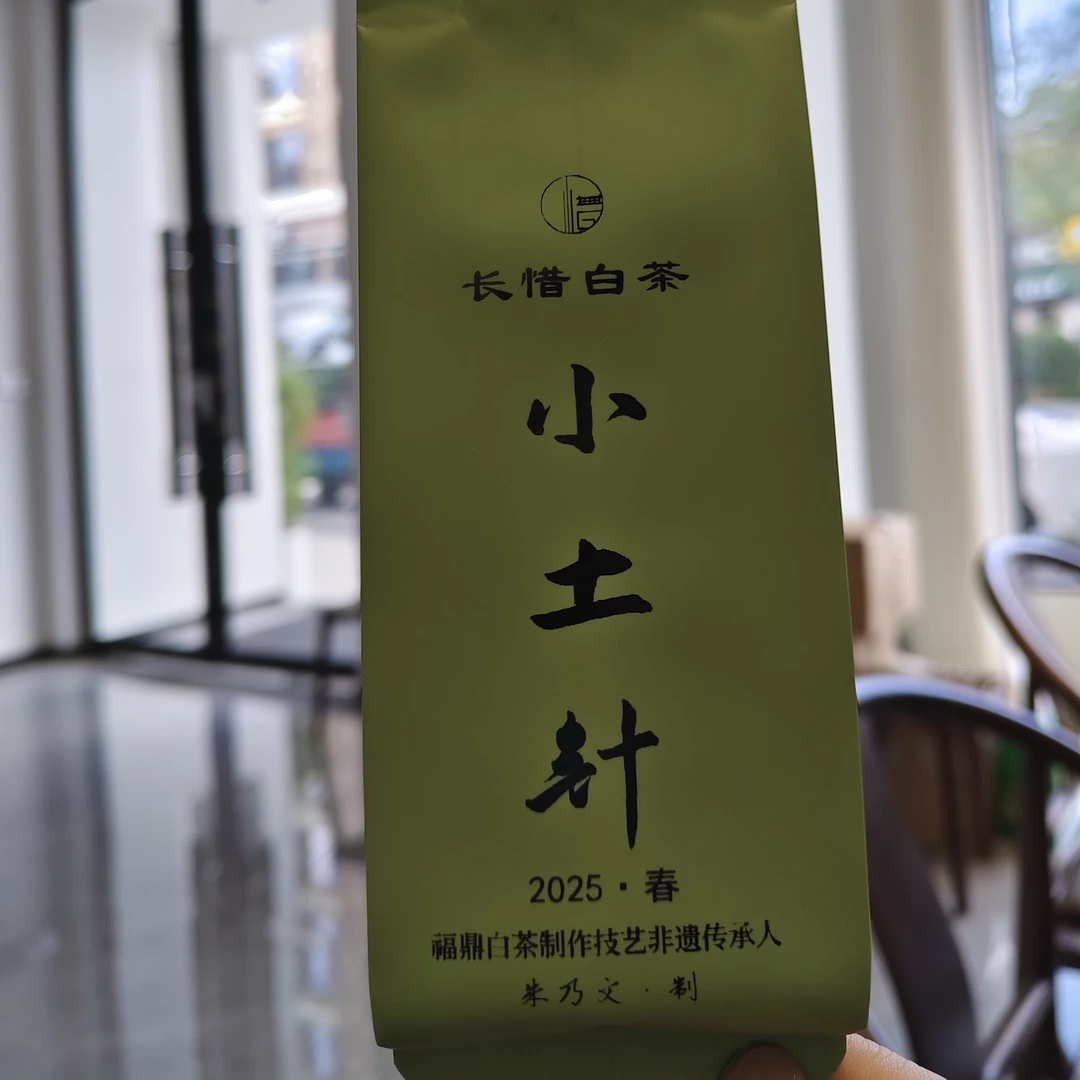 长惜白茶
小土针
2025·春
福鼎白茶制作技艺非遗传承人
朱乃文·制